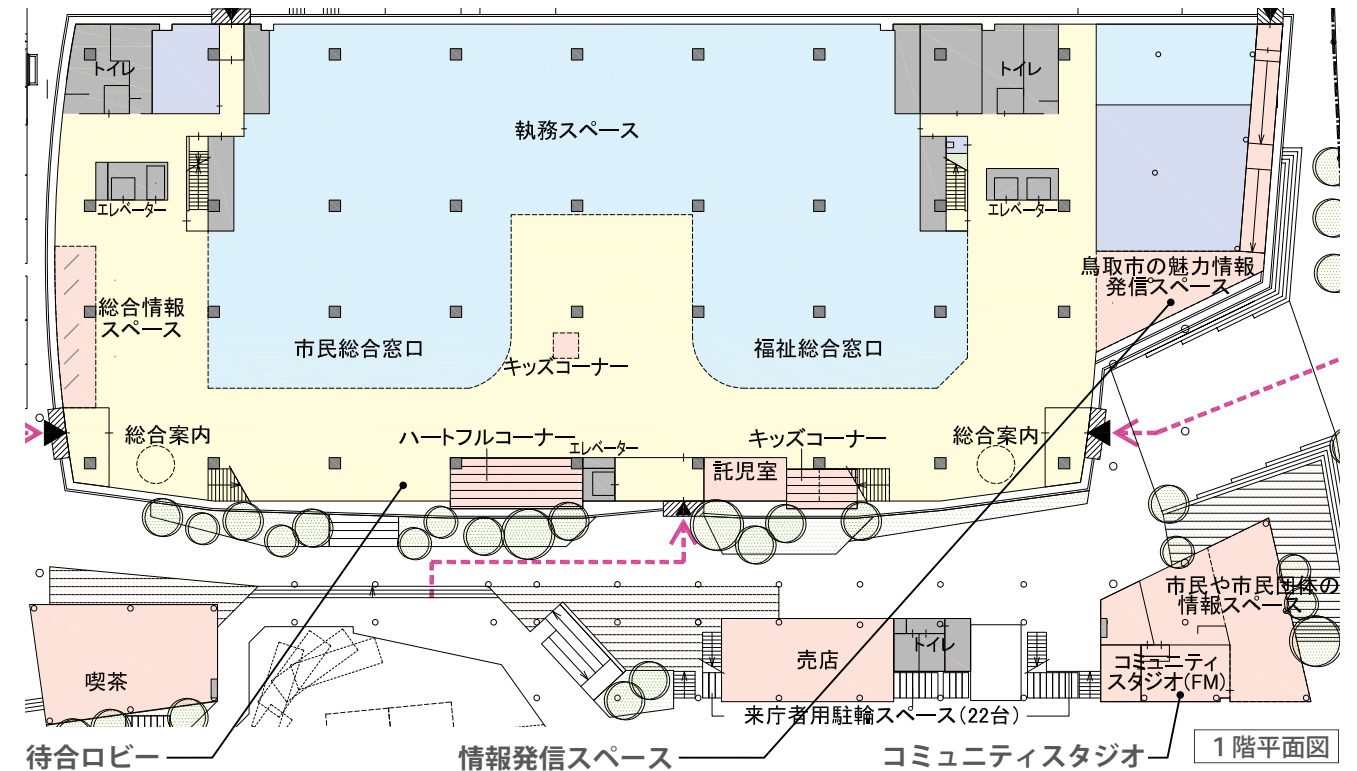 トイレ
トイレ
執務スペース
エレベーター
エレベーター
鳥取市の魅力情報
発信スペース
総合情報
スペース
市民総合窓口
キッズコーナー
福祉総合窓口
総合案内
ハートフルコーナー
エレベーター
キッズコーナー
総合案内
託児室
市民や市民団体の
情報スペース
喫茶
売店
トイレ
コミュニティ
スタジオ(FM)
来庁者用駐輪スペース(22台)
待合ロビー
情報発信スペース
コミュニティスタジオ
1階平面図